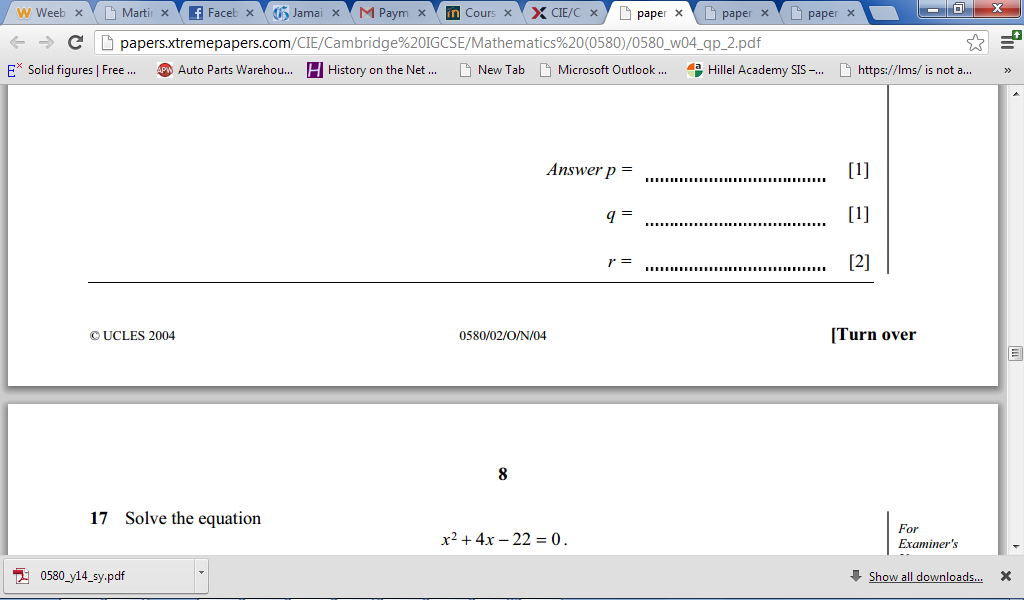 Weeb
Martin
Faceb
Jamai
Paym
Cours
CIE/C
paper
paper
paper
papers.xtremepapers.com/CIE/Cambridge%20IGCSE/Mathematics%20(0580)/0580_w04_qp_2.pdf
Solid figures | Free ...
Auto Parts Warehou...
History on the Net ...
New Tab
Microsoft Outlook ...
Hillel Academy SIS –...
https://lms/ is not a...
»
Answer p = .................................... [1]
q = .................................... [1]
r = .................................... [2]
© UCLES 2004 0580/02/O/N/04 [Turn over
8
17 Solve the equation
x² + 4x – 22 = 0.
For
Examiner's
0580_y14_sy.pdf
Show all downloads...